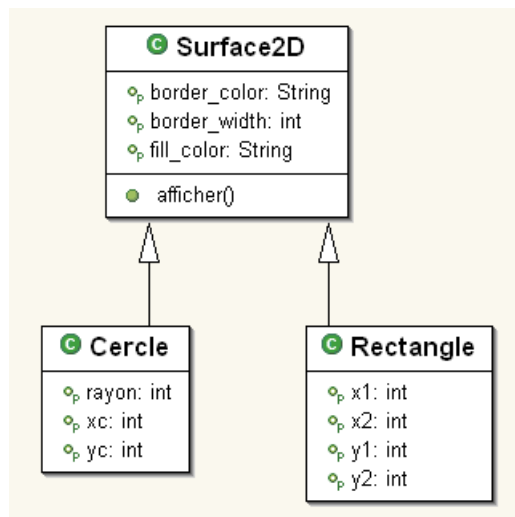 C Surface2D
P border_color: String
P border_width: int
P fill_color: String
afficher()
C Cercle
P rayon: int
P xc: int
P yc: int
C Rectangle
P x1: int
P x2: int
P y1: int
P y2: int